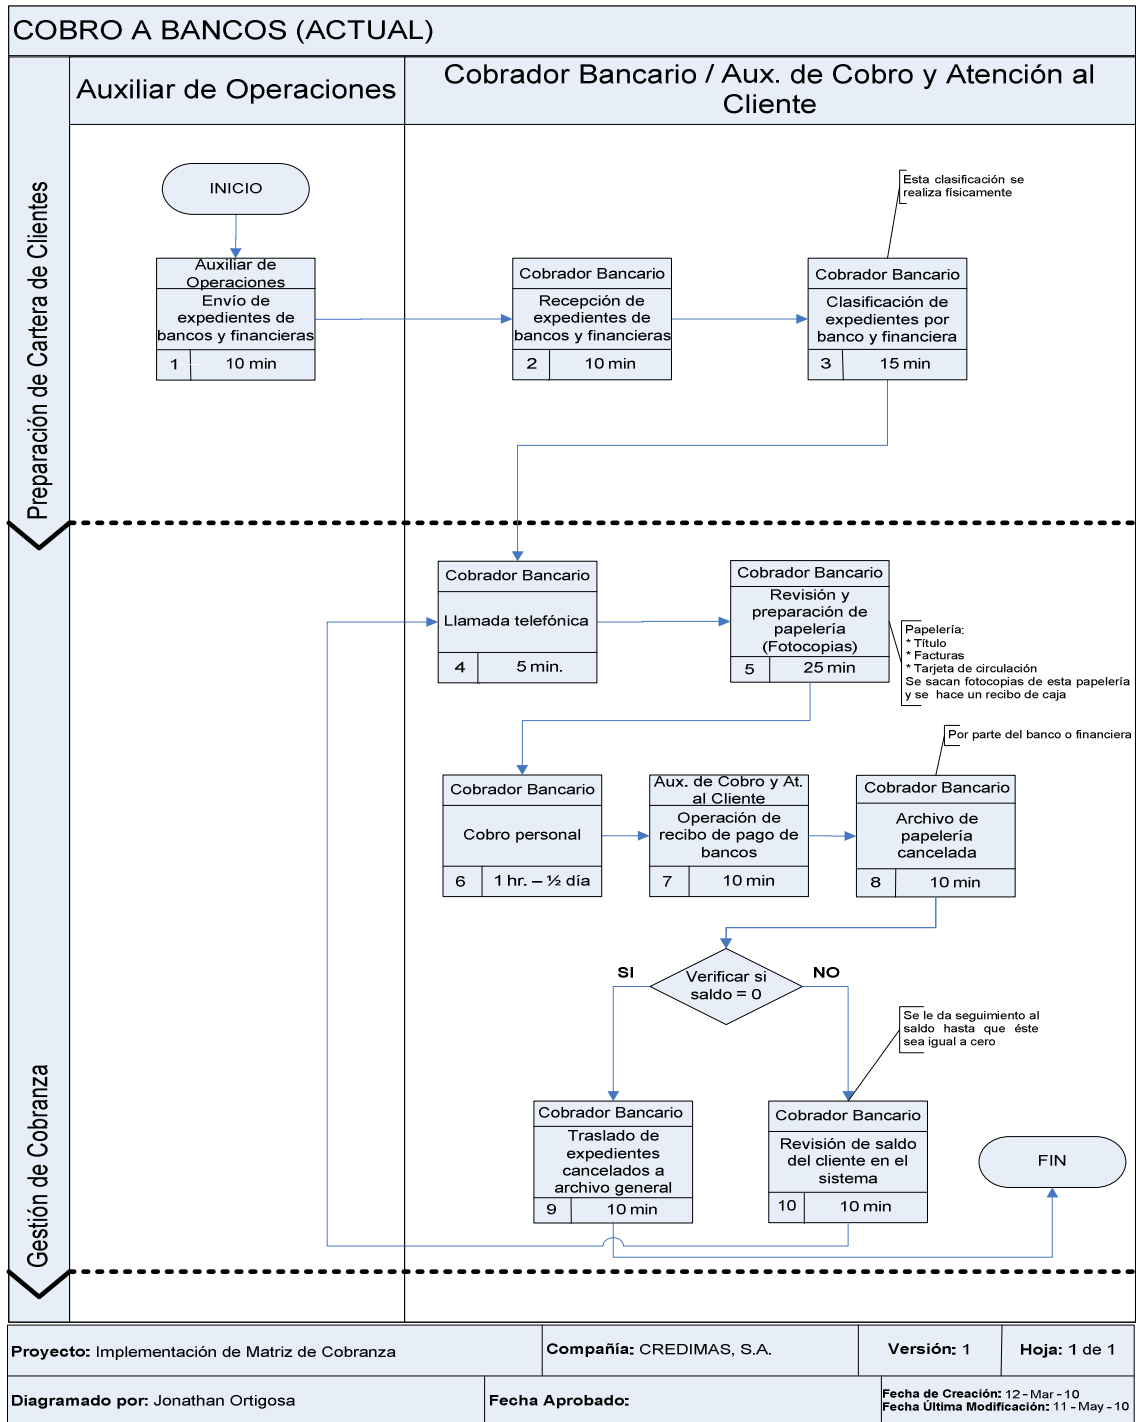 COBRO A BANCOS (ACTUAL)
Auxiliar de Operaciones
Cobrador Bancario / Aux. de Cobro y Atención al
Cliente
Preparación de Cartera de Clientes
INICIO
Esta clasificación se
realiza físicamente
Auxiliar de
Operaciones
Envío de
expedientes de
bancos y financieras
1
10 min
Cobrador Bancario
Recepción de
expedientes de
bancos y financieras
2
10 min
Cobrador Bancario
Clasificación de
expedientes por
banco y financiera
3
15 min
Gestión de Cobranza
Cobrador Bancario
Llamada telefónica
4
5 min.
Cobrador Bancario
Revisión y
preparación de
papelería
(Fotocopias)
5
25 min
Papelería:
* Título
* Facturas
* Tarjeta de circulación
Se sacan fotocopias de esta papelería
y se hace un recibo de caja
Por parte del banco o financiera
Cobrador Bancario
Cobro personal
6
1 hr. – ½ día
Aux. de Cobro y At.
al Cliente
Operación de
recibo de pago de
bancos
7
10 min
Cobrador Bancario
Archivo de
papelería
cancelada
8
10 min
SI
Verificar si
saldo = 0
NO
Se le da seguimiento al
saldo hasta que éste
sea igual a cero
Cobrador Bancario
Traslado de
expedientes
cancelados a
archivo general
9
10 min
Cobrador Bancario
Revisión de saldo
del cliente en el
sistema
10
10 min
FIN
Proyecto: Implementación de Matriz de Cobranza
Compañía: CREDIMAS, S.A.
Versión: 1
Hoja: 1 de 1
Diagramado por: Jonathan Ortigosa
Fecha Aprobado:
Fecha de Creación: 12 - Mar - 10
Fecha Última Modificación: 11 - May - 10